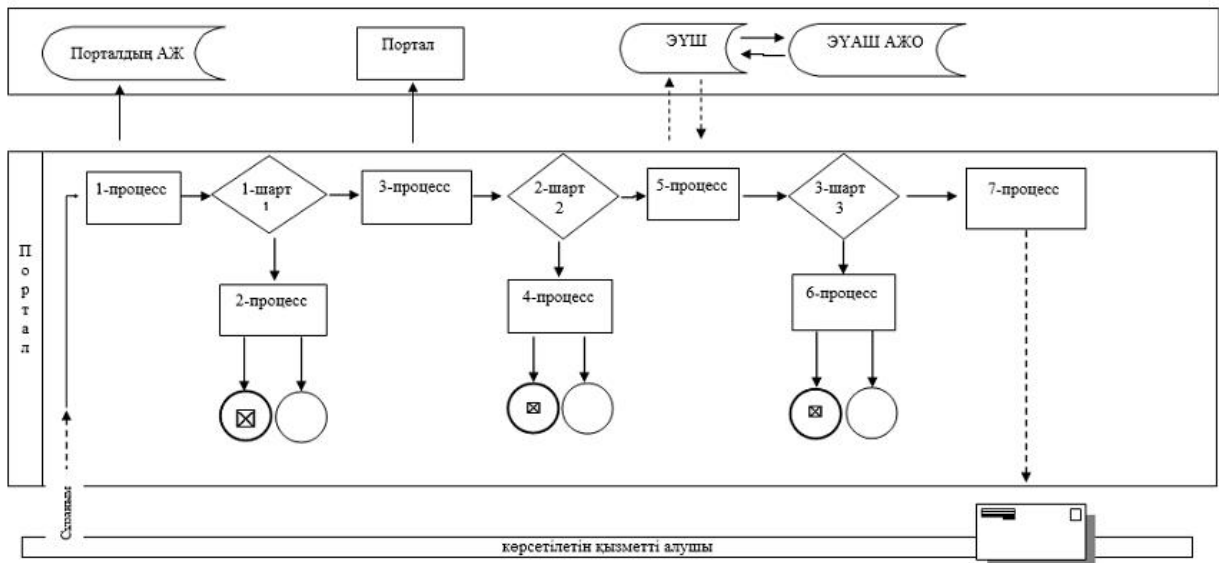 Порталдың АЖ
Портал
ЭҮШ
ЭҮАШ АЖО
1-процесс
1-шарт
1
3-процесс
2-шарт
2
5-процесс
3-шарт
3
7-процесс
Портал
2-процесс
4-процесс
6-процесс
көрсетілетін қызметті алушы